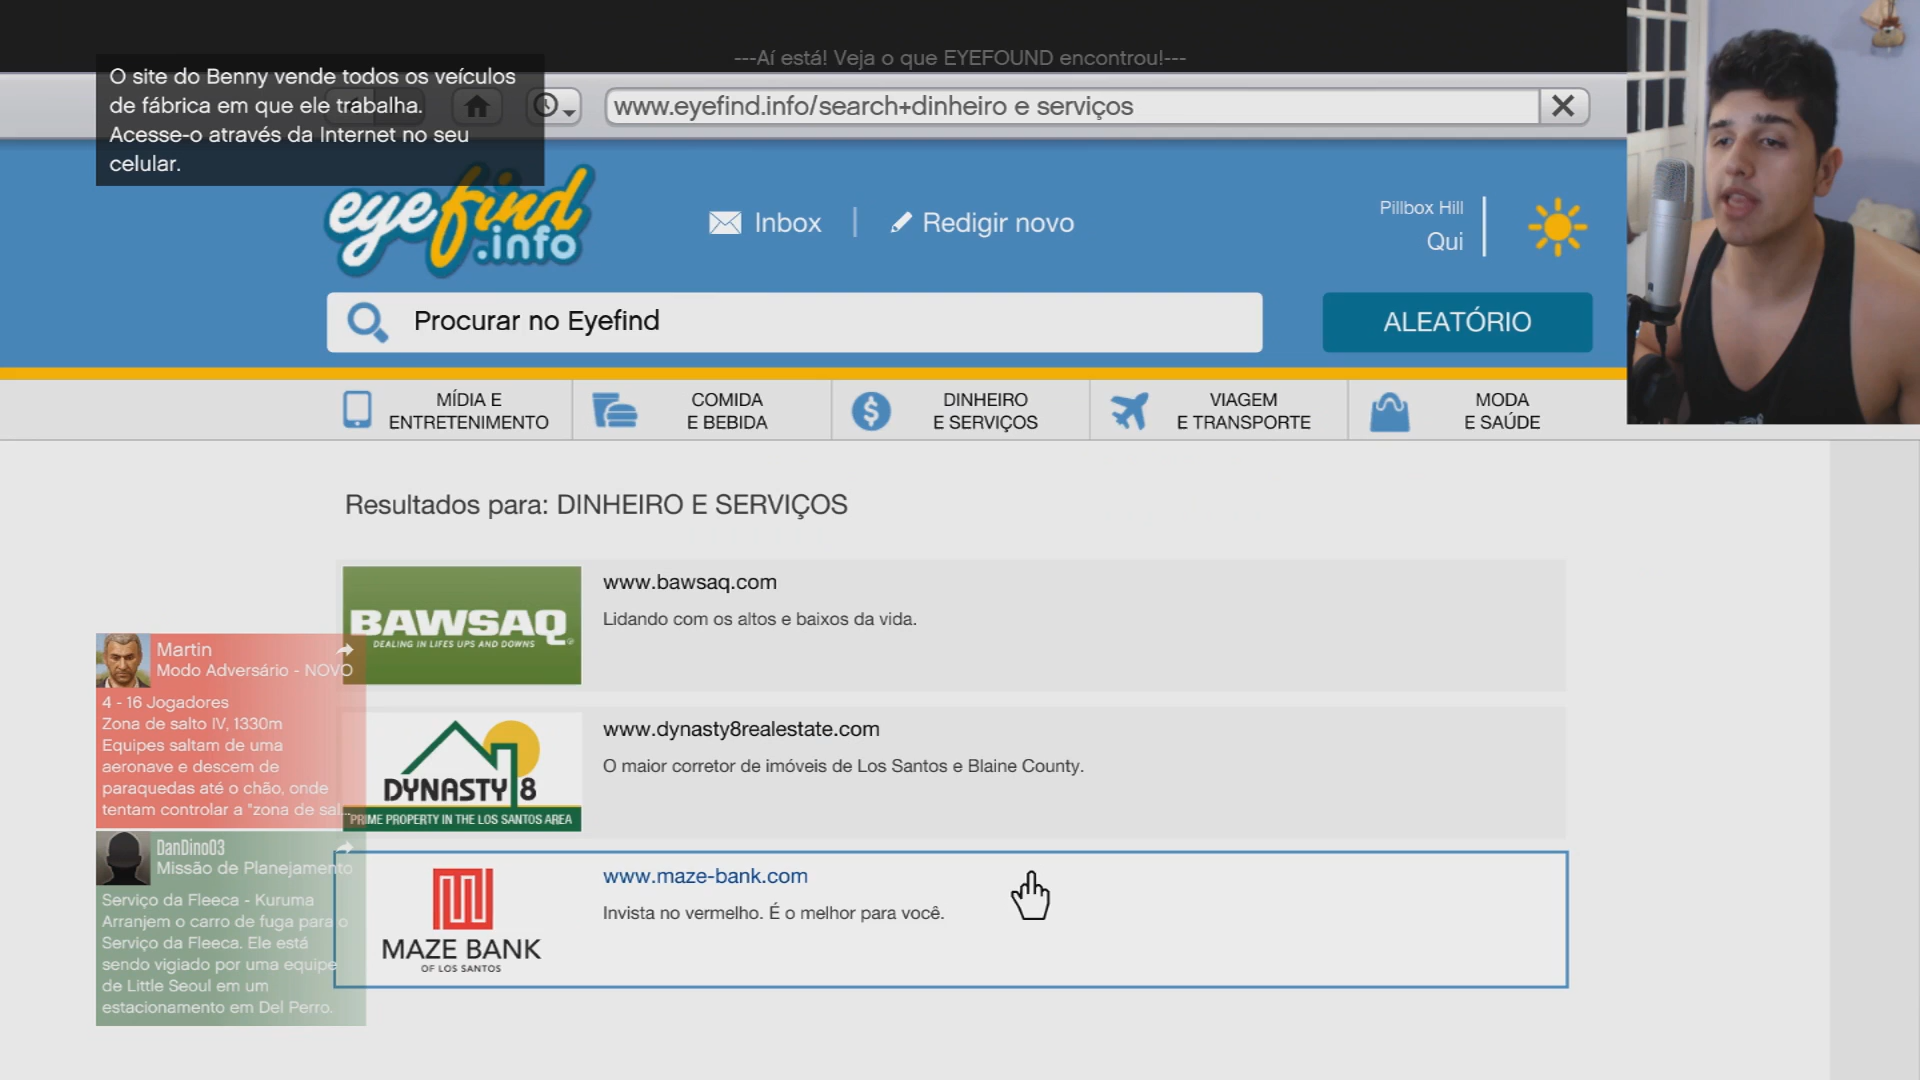 ---Aí está! Veja o que EYEFOUND encontrou!---
O site do Benny vende todos os veículos
de fábrica em que ele trabalha.
Acesse-o através da Internet no seu
celular.
www.eyefind.info/search+dinheiro e serviços
eyefind
.info
Inbox
Redigir novo
Pillbox Hill
Qui
Procurar no Eyefind
ALEATÓRIO
MÍDIA E
ENTRETENIMENTO
COMIDA
E BEBIDA
DINHEIRO
E SERVIÇOS
VIAGEM
E TRANSPORTE
MODA
E SAÚDE
Resultados para: DINHEIRO E SERVIÇOS
BAWSAQ
DEALING IN LIFES UPS AND DOWNS
www.bawsaq.com
Lidando com os altos e baixos da vida.
Martin
Modo Adversário - NOVO
4 - 16 Jogadores
Zona de salto IV, 1330m
Equipes saltam de uma
aeronave e descem de
paraquedas até o chão, onde
tentam controlar a "zona de sal...
DYNASTY 8
PRIME PROPERTY IN THE LOS SANTOS AREA
www.dynasty8realestate.com
O maior corretor de imóveis de Los Santos e Blaine County.
DanDino03
Missão de Planejamento
Serviço da Fleeca - Kuruma
Arranjem o carro de fuga para o
Serviço da Fleeca. Ele está
sendo vigiado por uma equipe
de Little Seoul em um
estacionamento em Del Perro.
MAZE BANK
OF LOS SANTOS
www.maze-bank.com
Invista no vermelho. É o melhor para você.